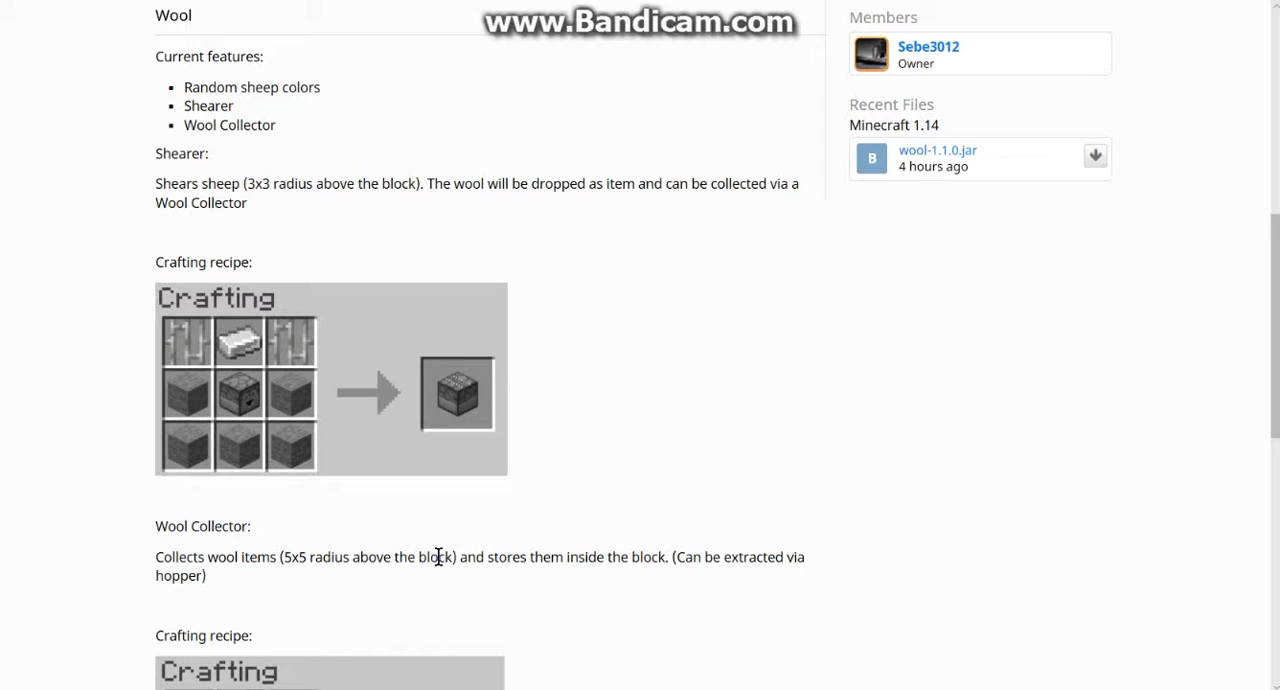 www.Bandicam.com
Wool
Current features:
Random sheep colors
Shearer
Wool Collector
Shearer:
Shears sheep (3x3 radius above the block). The wool will be dropped as item and can be collected via a
Wool Collector
Crafting recipe:
Crafting
Wool Collector:
Collects wool items (5x5 radius above the block) and stores them inside the block. (Can be extracted via
hopper)
Crafting recipe:
Crafting
Members
Sebe3012
Owner
Recent Files
Minecraft 1.14
B
wool-1.1.0.jar
4 hours ago